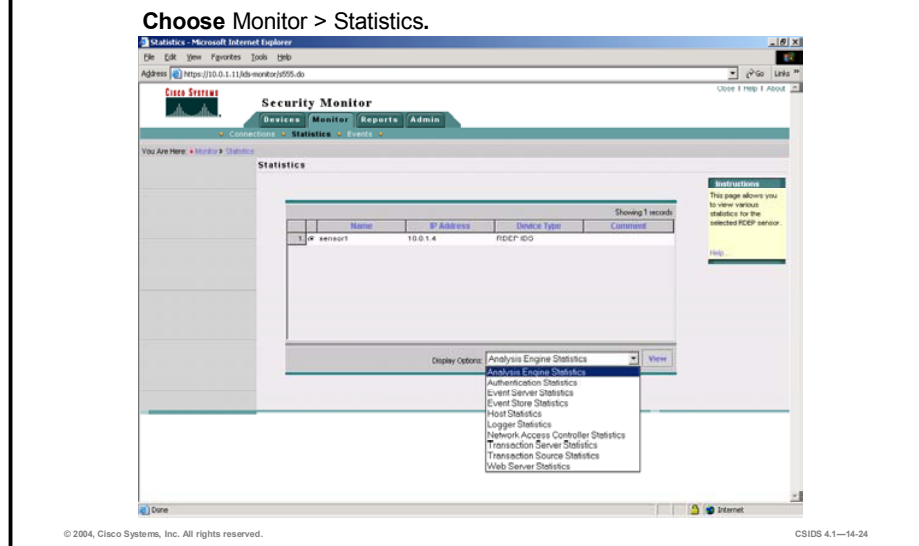 Choose Monitor > Statistics.
Statistics - Microsoft Internet Explorer
File Edit View Favorites Tools Help
Address https://10.0.1.11/ids-monitor/s555.do Go Links »
Close | Help | About
CISCO SYSTEMS
Security Monitor
Devices Monitor Reports Admin
Connections Statistics Events
You Are Here: Monitor > Statistics
Statistics
Instructions
This page allows you
to view various
statistics for the
selected RDEP sensor.
Help...
Showing 1 records
Name IP Address Device Type Comment
1. sensor1 10.0.1.4 RDEP IDS
Display Options: Analysis Engine Statistics View
Analysis Engine Statistics
Authentication Statistics
Event Server Statistics
Event Store Statistics
Host Statistics
Logger Statistics
Network Access Controller Statistics
Transaction Server Statistics
Transaction Source Statistics
Web Server Statistics
Done Internet
© 2004, Cisco Systems, Inc. All rights reserved. CSIDS 4.1—14-24